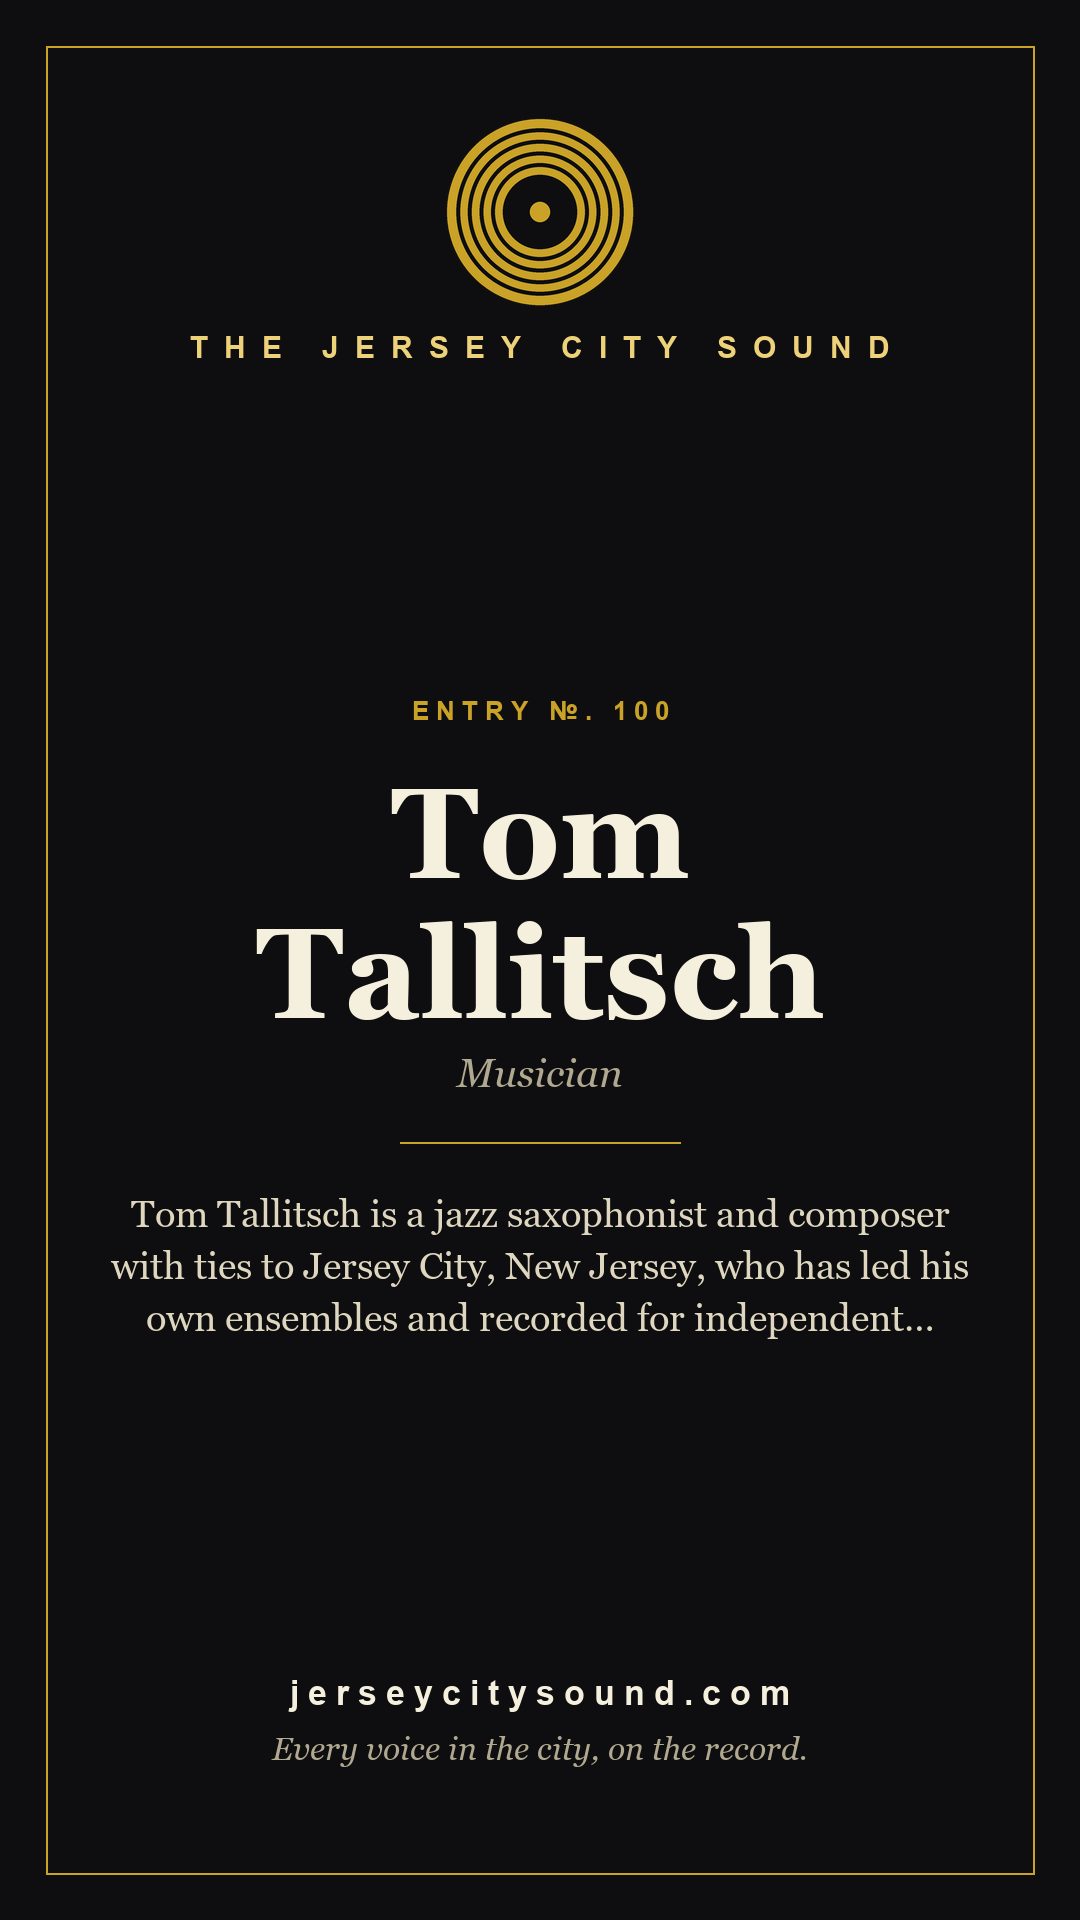 THE JERSEY CITY SOUND
ENTRY №. 100
Tom
Tallitsch
Musician
Tom Tallitsch is a jazz saxophonist and composer
with ties to Jersey City, New Jersey, who has led his
own ensembles and recorded for independent...
jerseycitysound.com
Every voice in the city, on the record.